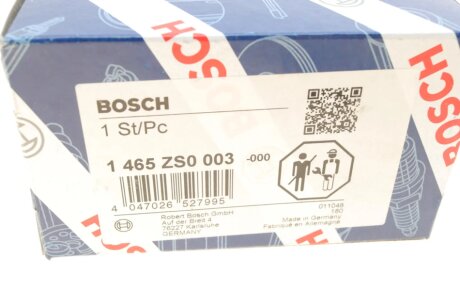 BOSCH
BOSCH
BOSCH
1 St/Pc
1 465 ZS0 003 -000
4 047026 527995
Robert Bosch GmbH
Auf der Breit 4
76227 Karlsruhe
GERMANY
011048
180
Made in Germany
Fabriqué en Allemagne